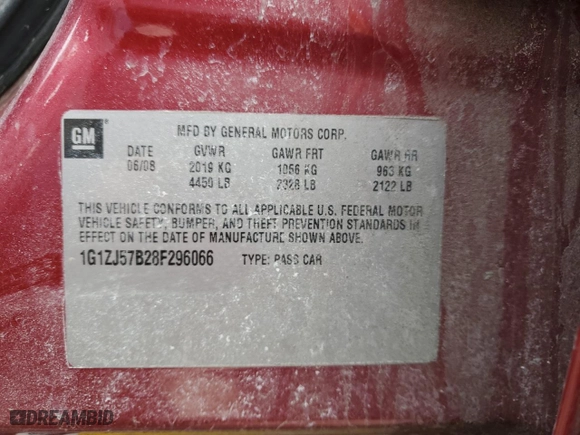 GM ®
MFD BY GENERAL MOTORS CORP.
DATE GVWR GAWR FRT GAWR RR
06/08 2019 KG 1056 KG 963 KG
4450 LB 2328 LB 2122 LB
THIS VEHICLE CONFORMS TO ALL APPLICABLE U.S. FEDERAL MOTOR
VEHICLE SAFETY, BUMPER, AND THEFT PREVENTION STANDARDS IN
EFFECT ON THE DATE OF MANUFACTURE SHOWN ABOVE.
1G1ZJ57B28F296066 TYPE: PASS CAR
DREAMBID